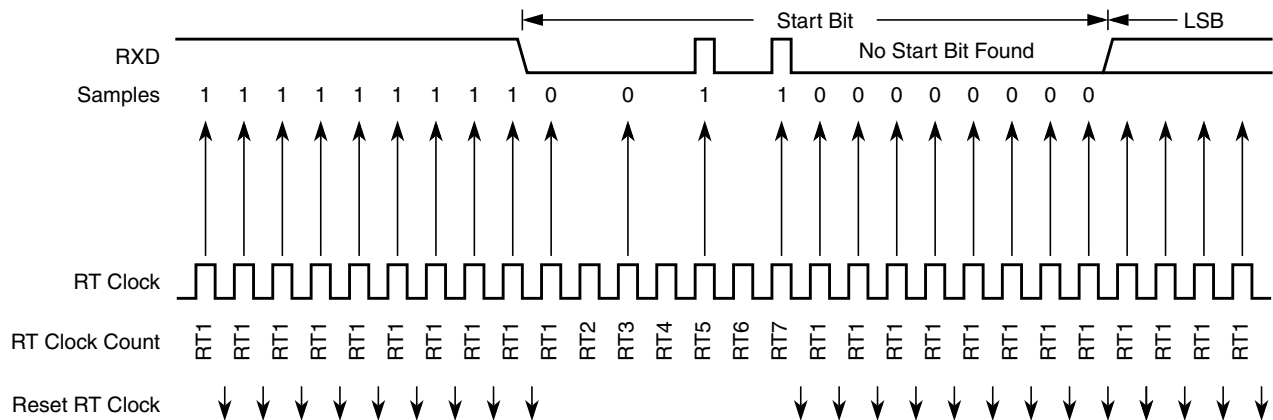 Start Bit
LSB
RXD
No Start Bit Found
Samples 1 1 1 1 1 1 1 1 1 0 0 1 1 0 0 0 0 0 0 0 0
RT Clock
RT Clock Count RT1 RT1 RT1 RT1 RT1 RT1 RT1 RT1 RT1 RT1 RT2 RT3 RT4 RT5 RT6 RT7 RT1 RT1 RT1 RT1 RT1 RT1 RT1 RT1 RT1 RT1 RT1 RT1
Reset RT Clock